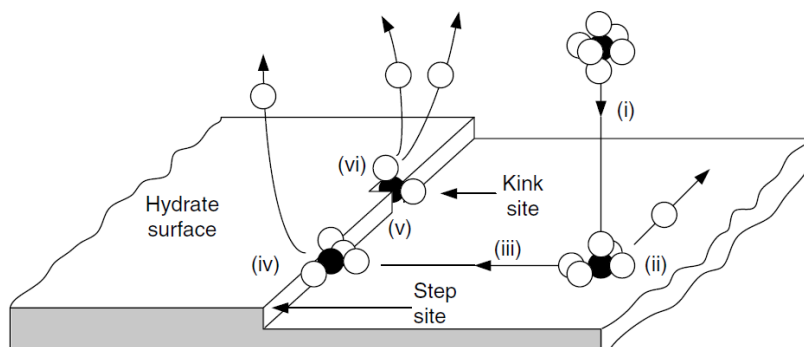 (i)
(vi)
Kink
site
Hydrate
surface
(v)
(iv)
(iii)
(ii)
Step
site